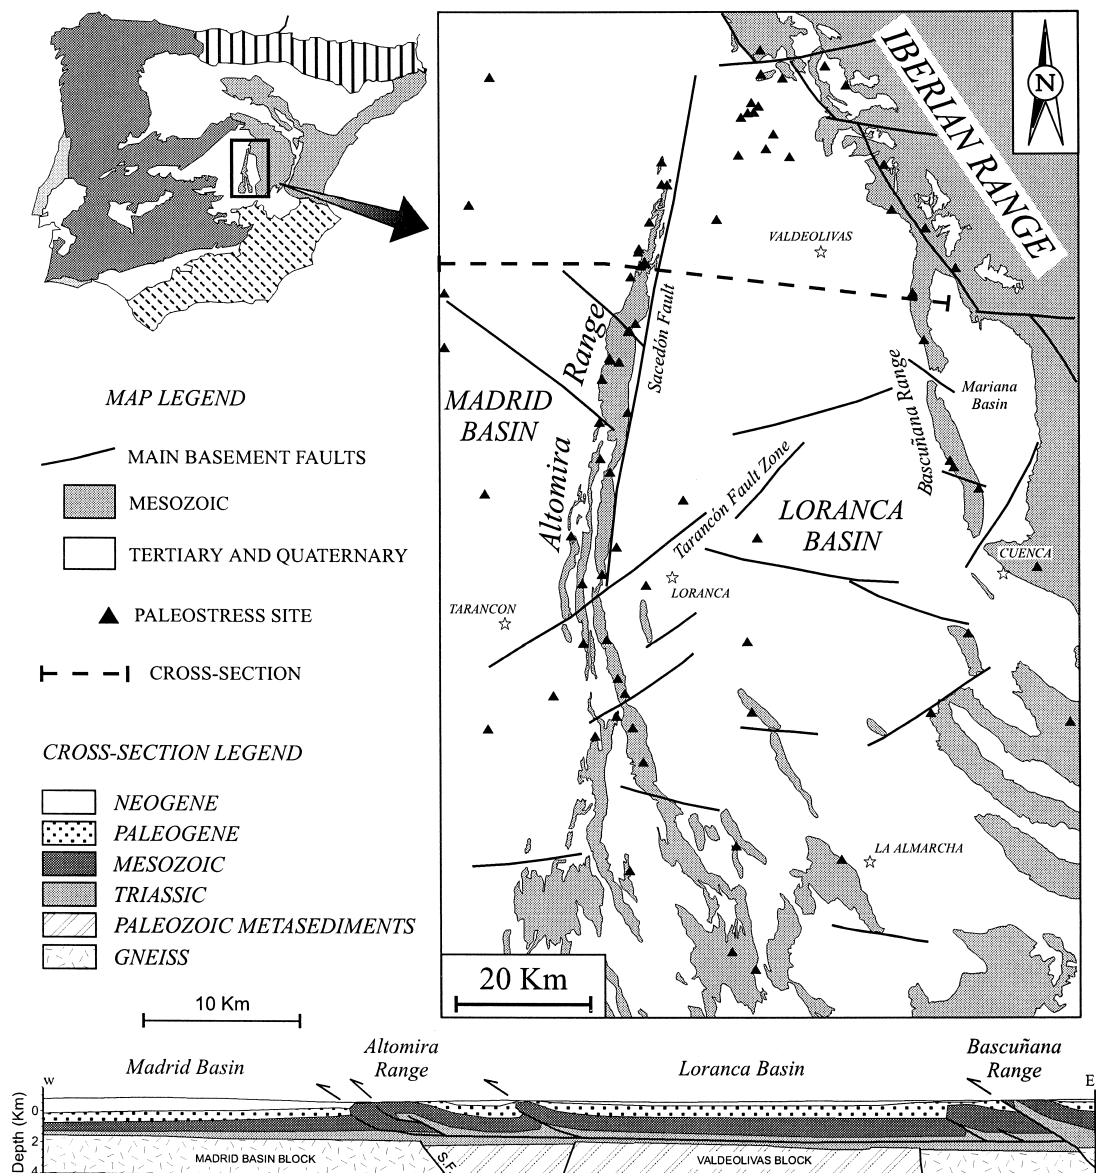 IBERIAN RANGE
N
VALDEOLIVAS
Sacedón Fault
Altomira Range
MADRID
BASIN
Bascuñana Range
Mariana
Basin
Tarancón Fault Zone
LORANCA
BASIN
CUENCA
LORANCA
TARANCON
LA ALMARCHA
20 Km
MAP LEGEND
MAIN BASEMENT FAULTS
MESOZOIC
TERTIARY AND QUATERNARY
PALEOSTRESS SITE
CROSS-SECTION
CROSS-SECTION LEGEND
NEOGENE
PALEOGENE
MESOZOIC
TRIASSIC
PALEOZOIC METASEDIMENTS
GNEISS
10 Km
Madrid Basin
Altomira
Range
Loranca Basin
Bascuñana
Range
W
E
Depth (Km)
0
2
4
MADRID BASIN BLOCK
S.F.
VALDEOLIVAS BLOCK